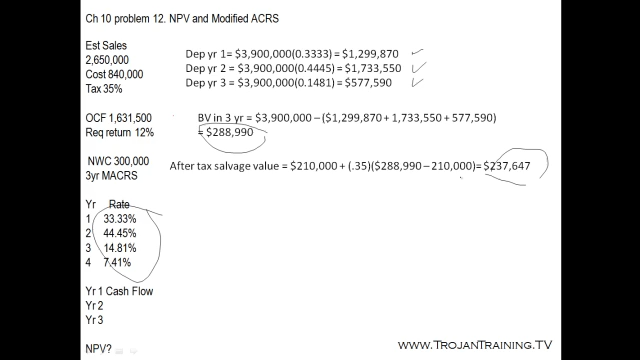 Ch 10 problem 12. NPV and Modified ACRS
Est Sales
2,650,000
Cost 840,000
Tax 35%
Dep yr 1= $3,900,000(0.3333) = $1,299,870
Dep yr 2 = $3,900,000(0.4445) = $1,733,550
Dep yr 3 = $3,900,000(0.1481) = $577,590
OCF 1,631,500
Req return 12%
BV in 3 yr = $3,900,000 – ($1,299,870 + 1,733,550 + 577,590)
= $288,990
NWC 300,000
3yr MACRS
After tax salvage value = $210,000 + (.35)($288,990 – 210,000)= $237,647
Yr Rate
1 33.33%
2 44.45%
3 14.81%
4 7.41%
Yr 1 Cash Flow
Yr 2
Yr 3
NPV?
www.TrojanTraining.TV